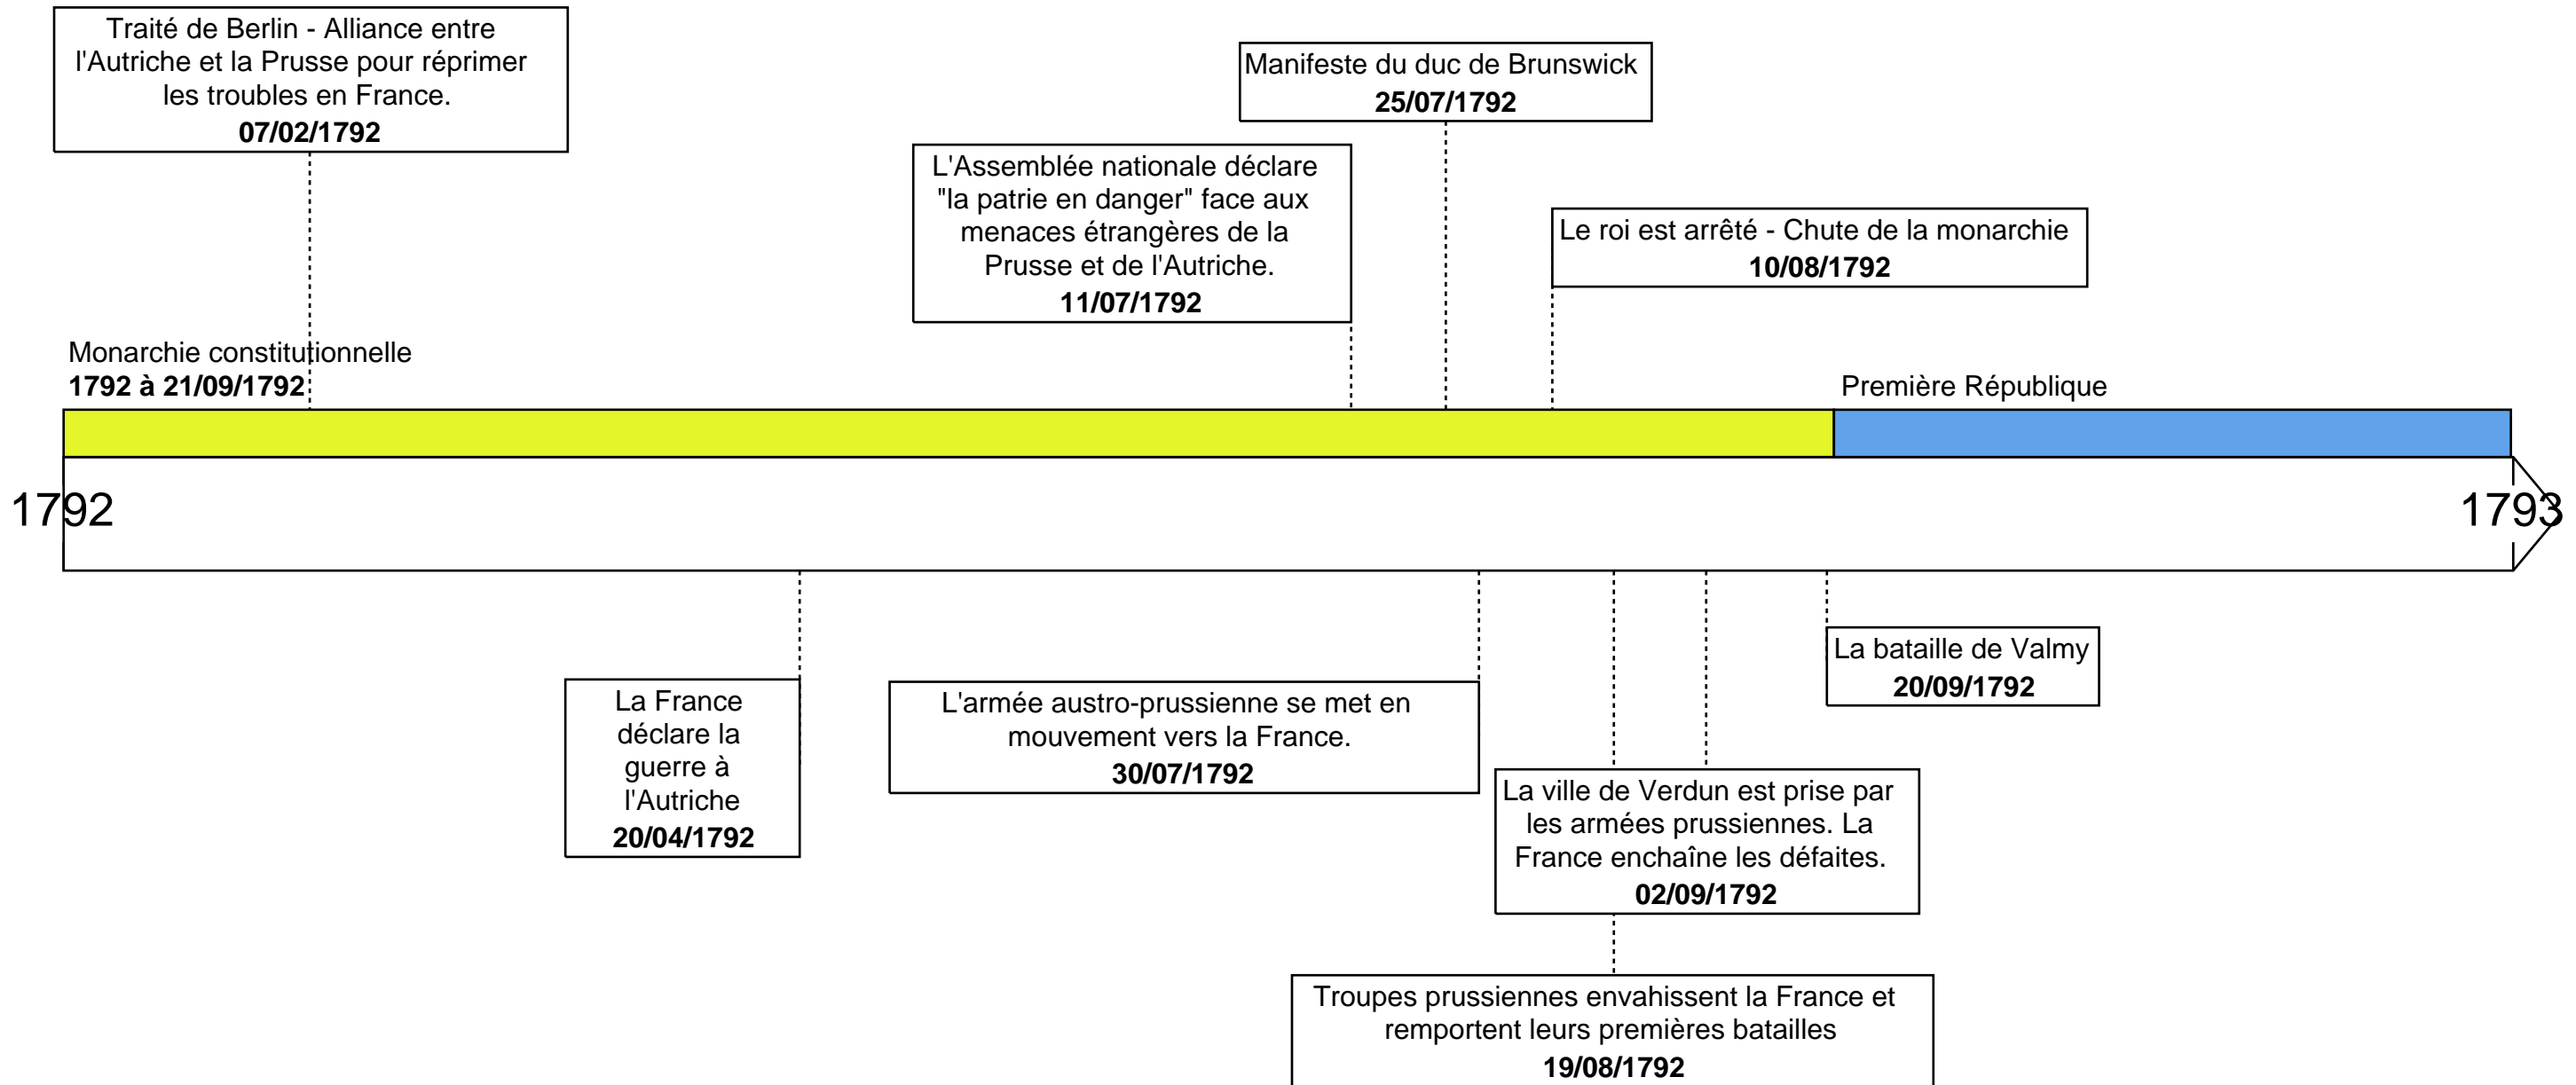 Traité de Berlin - Alliance entre
l'Autriche et la Prusse pour réprimer
les troubles en France.
07/02/1792
Manifeste du duc de Brunswick
25/07/1792
L'Assemblée nationale déclare
"la patrie en danger" face aux
menaces étrangères de la
Prusse et de l'Autriche.
11/07/1792
Le roi est arrêté - Chute de la monarchie
10/08/1792
Monarchie constitutionnelle
1792 à 21/09/1792
Première République
1792
1793
La France
déclare la
guerre à
l'Autriche
20/04/1792
L'armée austro-prussienne se met en
mouvement vers la France.
30/07/1792
La bataille de Valmy
20/09/1792
La ville de Verdun est prise par
les armées prussiennes. La
France enchaîne les défaites.
02/09/1792
Troupes prussiennes envahissent la France et
remportent leurs premières batailles
19/08/1792